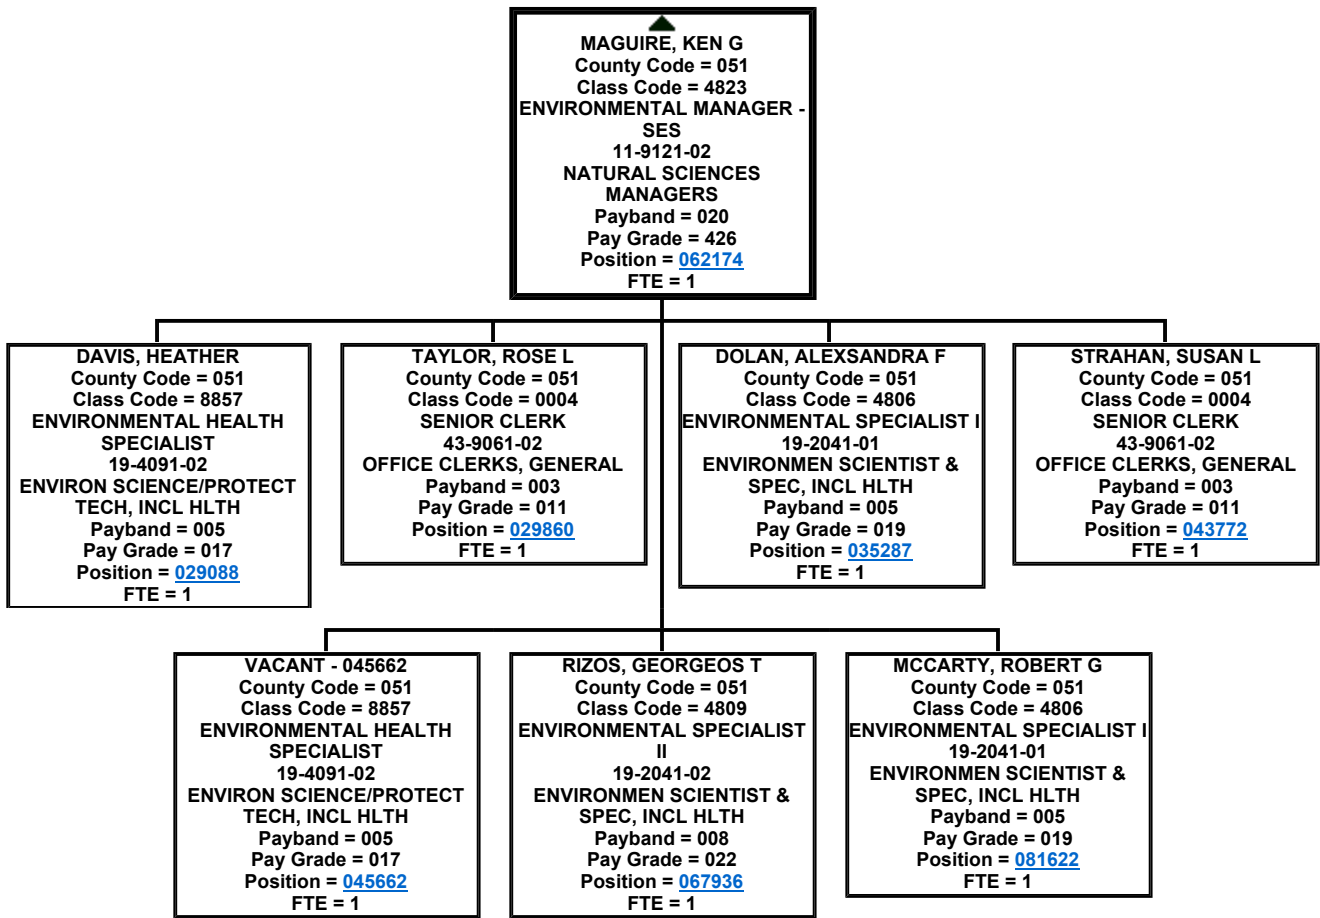 MAGUIRE, KEN G
County Code = 051
Class Code = 4823
ENVIRONMENTAL MANAGER -
SES
11-9121-02
NATURAL SCIENCES
MANAGERS
Payband = 020
Pay Grade = 426
Position = 062174
FTE = 1
DAVIS, HEATHER
County Code = 051
Class Code = 8857
ENVIRONMENTAL HEALTH
SPECIALIST
19-4091-02
ENVIRON SCIENCE/PROTECT
TECH, INCL HLTH
Payband = 005
Pay Grade = 017
Position = 029088
FTE = 1
TAYLOR, ROSE L
County Code = 051
Class Code = 0004
SENIOR CLERK
43-9061-02
OFFICE CLERKS, GENERAL
Payband = 003
Pay Grade = 011
Position = 029860
FTE = 1
DOLAN, ALEXSANDRA F
County Code = 051
Class Code = 4806
ENVIRONMENTAL SPECIALIST I
19-2041-01
ENVIRONMEN SCIENTIST &
SPEC, INCL HLTH
Payband = 005
Pay Grade = 019
Position = 035287
FTE = 1
STRAHAN, SUSAN L
County Code = 051
Class Code = 0004
SENIOR CLERK
43-9061-02
OFFICE CLERKS, GENERAL
Payband = 003
Pay Grade = 011
Position = 043772
FTE = 1
VACANT - 045662
County Code = 051
Class Code = 8857
ENVIRONMENTAL HEALTH
SPECIALIST
19-4091-02
ENVIRON SCIENCE/PROTECT
TECH, INCL HLTH
Payband = 005
Pay Grade = 017
Position = 045662
FTE = 1
RIZOS, GEORGEOS T
County Code = 051
Class Code = 4809
ENVIRONMENTAL SPECIALIST
II
19-2041-02
ENVIRONMEN SCIENTIST &
SPEC, INCL HLTH
Payband = 008
Pay Grade = 022
Position = 067936
FTE = 1
MCCARTY, ROBERT G
County Code = 051
Class Code = 4806
ENVIRONMENTAL SPECIALIST I
19-2041-01
ENVIRONMEN SCIENTIST &
SPEC, INCL HLTH
Payband = 005
Pay Grade = 019
Position = 081622
FTE = 1